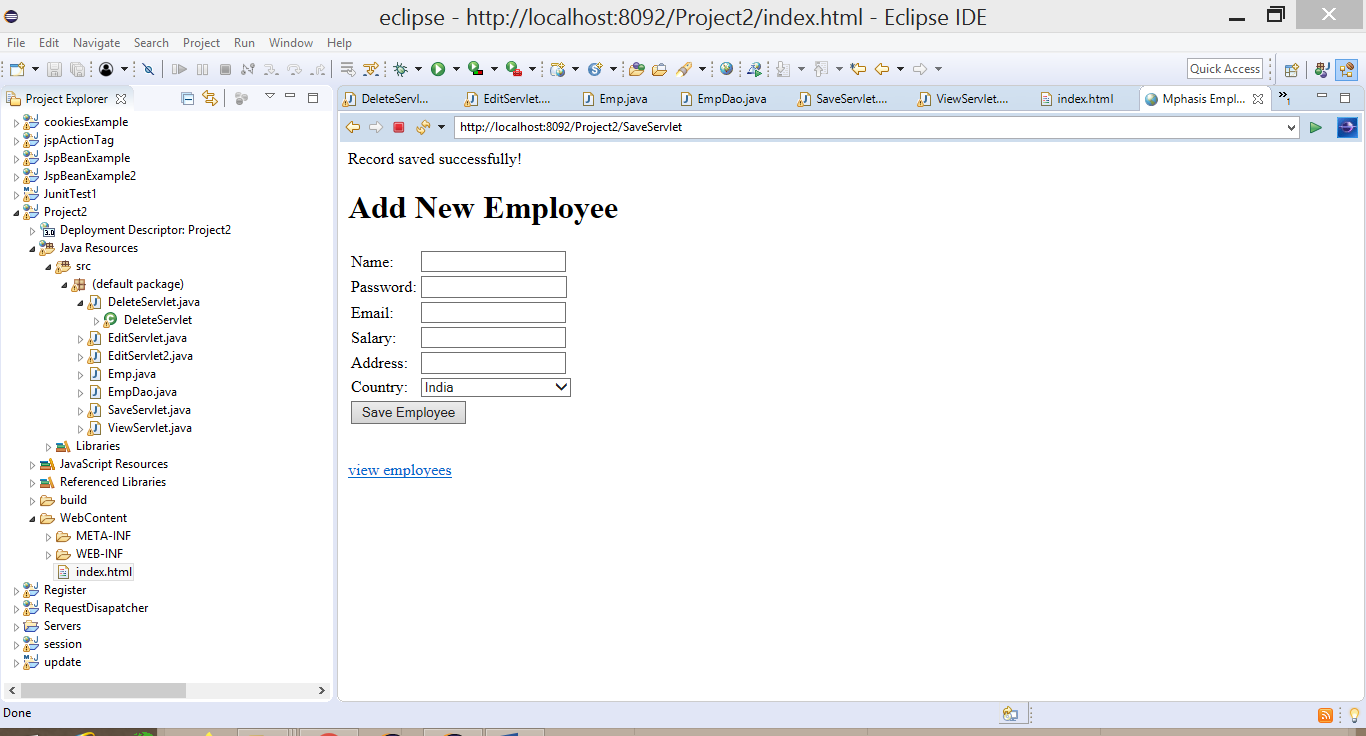 eclipse - http://localhost:8092/Project2/index.html - Eclipse IDE
File Edit Navigate Search Project Run Window Help
Quick Access
Project Explorer
DeleteServl... EditServlet.... Emp.java EmpDao.java SaveServlet.... ViewServlet.... index.html Mphasis Empl... »1
http://localhost:8092/Project2/SaveServlet
cookiesExample
jspActionTag
JspBeanExample
JspBeanExample2
JunitTest1
Project2
Deployment Descriptor: Project2
Java Resources
src
(default package)
DeleteServlet.java
DeleteServlet
EditServlet.java
EditServlet2.java
Emp.java
EmpDao.java
SaveServlet.java
ViewServlet.java
Libraries
JavaScript Resources
Referenced Libraries
build
WebContent
META-INF
WEB-INF
index.html
Register
RequestDisapatcher
Servers
session
update
Record saved successfully!
Add New Employee
Name:
Password:
Email:
Salary:
Address:
Country: India
Save Employee
view employees
Done